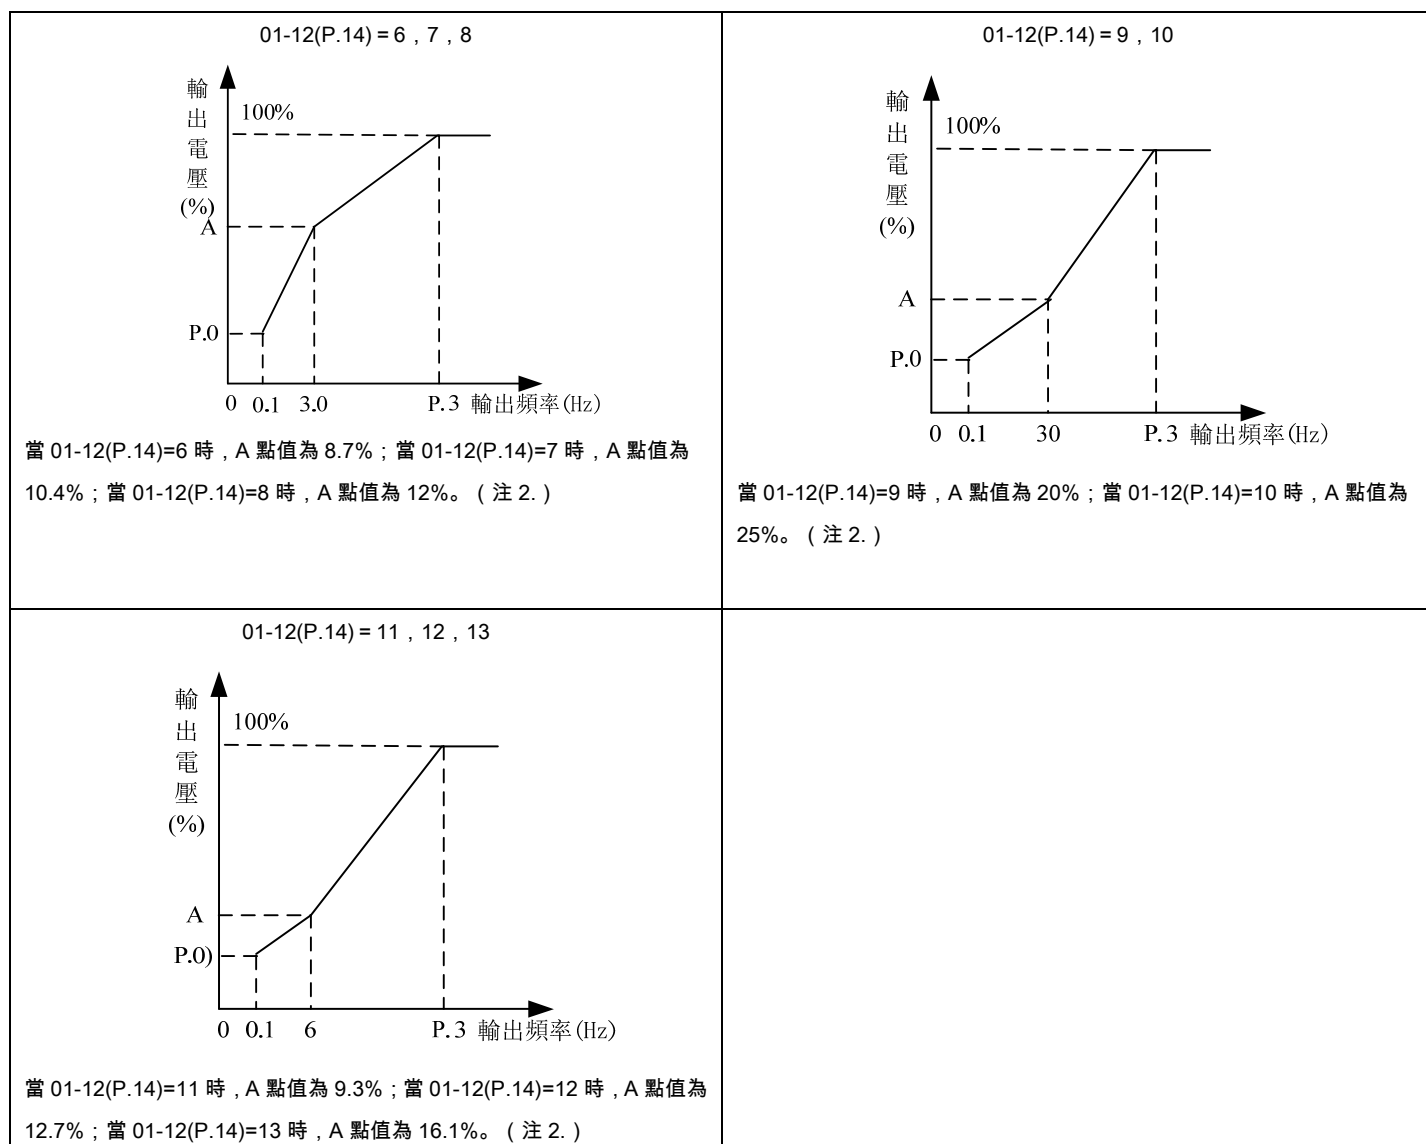 01-12(P.14) = 6，7，8
輸
出
電
壓
(%)
100%
A
P.0
0 0.1 3.0 P.3 輸出頻率(Hz)
當 01-12(P.14)=6 時，A 點值為 8.7%；當 01-12(P.14)=7 時，A 點值為
10.4%；當 01-12(P.14)=8 時，A 點值為 12%。（注 2.）
01-12(P.14) = 9，10
輸
出
電
壓
(%)
100%
A
P.0
0 0.1 30 P.3 輸出頻率(Hz)
當 01-12(P.14)=9 時，A 點值為 20%；當 01-12(P.14)=10 時，A 點值為
25%。（注 2.）
01-12(P.14) = 11，12，13
輸
出
電
壓
(%)
100%
A
P.0)
0 0.1 6 P.3 輸出頻率(Hz)
當 01-12(P.14)=11 時，A 點值為 9.3%；當 01-12(P.14)=12 時，A 點值為
12.7%；當 01-12(P.14)=13 時，A 點值為 16.1%。（注 2.）